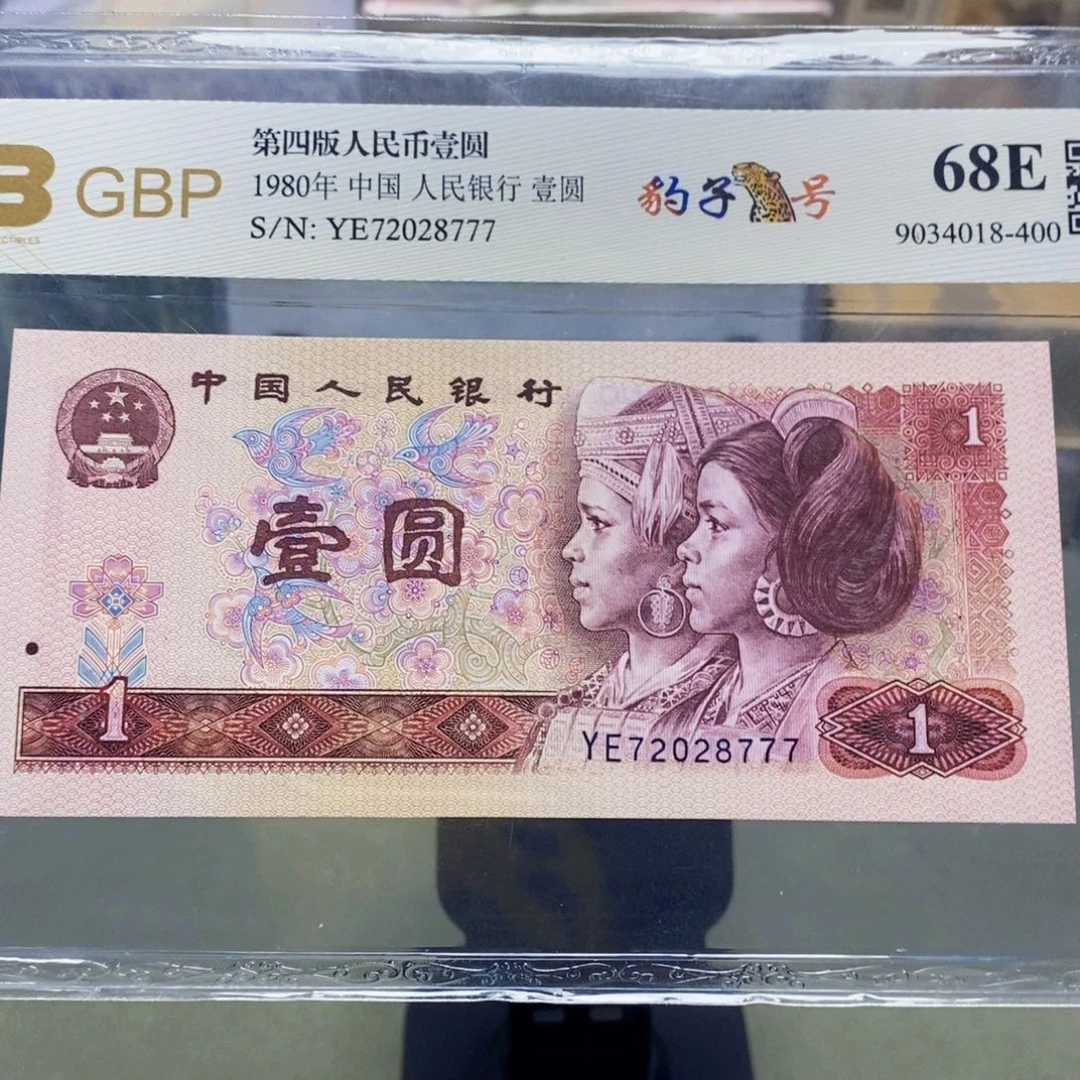 GBP
第四版人民币壹圆
1980年 中国 人民银行 壹圆
S/N: YE72028777
豹子号
68E
9034018-400
中国人民银行
1
壹圆
1
YE72028777
1